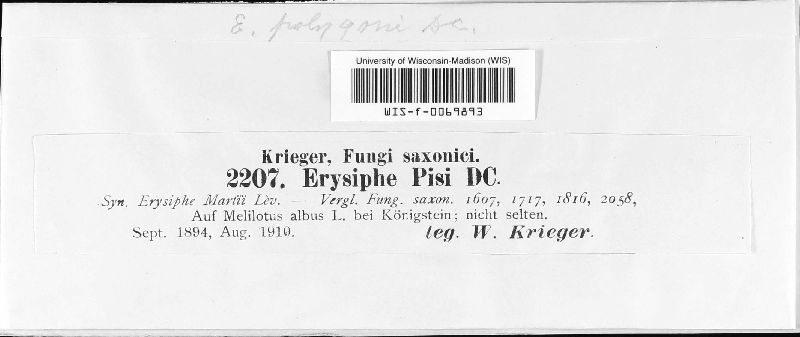 E. polygoni DC.
University of Wisconsin-Madison (WIS)
WIS-f-0069893
Krieger, Fungi saxonici.
2207. Erysiphe Pisi DC.
Syn. Erysiphe Martii Lèv. — Vergl. Fung. saxon. 1607, 1717, 1816, 2058,
Auf Melilotus albus L. bei Königstein; nicht selten.
Sept. 1894, Aug. 1910. leg. W. Krieger.